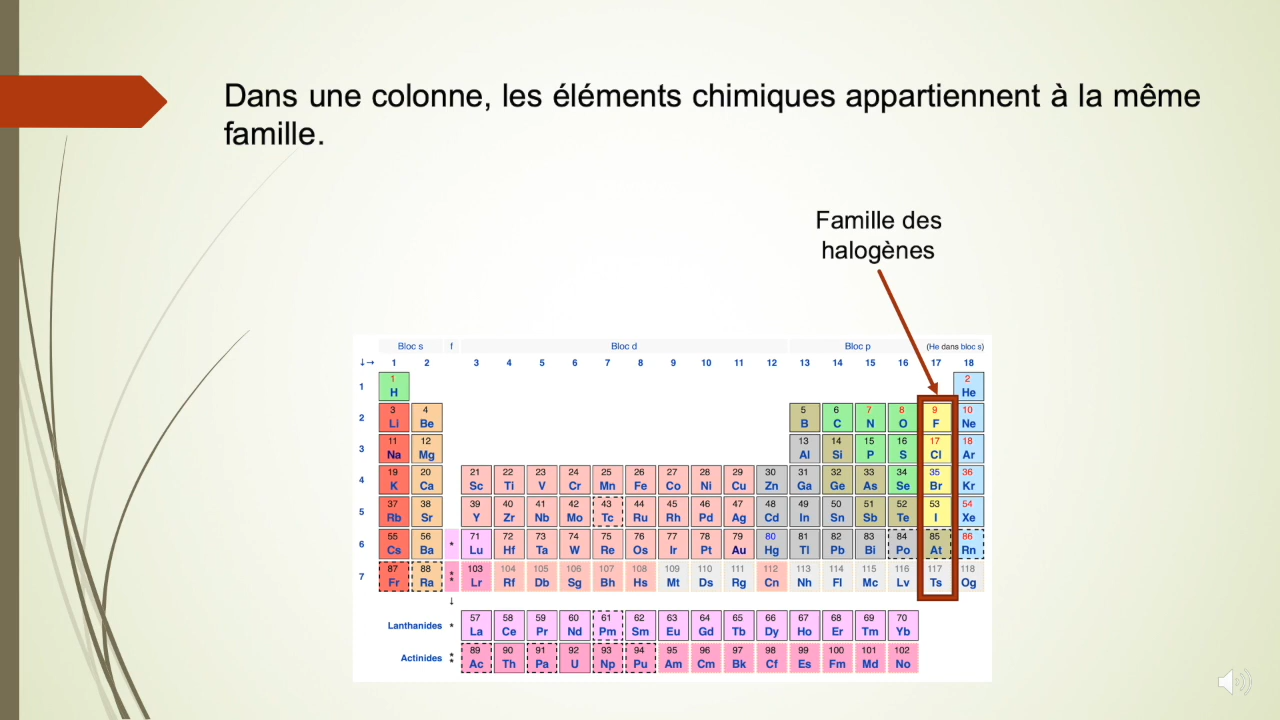 Dans une colonne, les éléments chimiques appartiennent à la même
famille.
Famille des
halogènes
Bloc s f Bloc d Bloc p (He dans bloc s)
↓→ 1 2 3 4 5 6 7 8 9 10 11 12 13 14 15 16 17 18
1 1 2
H He
2 3 4 5 6 7 8 9 10
Li Be B C N O F Ne
3 11 12 13 14 15 16 17 18
Na Mg Al Si P S Cl Ar
4 19 20 21 22 23 24 25 26 27 28 29 30 31 32 33 34 35 36
K Ca Sc Ti V Cr Mn Fe Co Ni Cu Zn Ga Ge As Se Br Kr
5 37 38 39 40 41 42 43 44 45 46 47 48 49 50 51 52 53 54
Rb Sr Y Zr Nb Mo Tc Ru Rh Pd Ag Cd In Sn Sb Te I Xe
6 55 56 * 71 72 73 74 75 76 77 78 79 80 81 82 83 84 85 86
Cs Ba Lu Hf Ta W Re Os Ir Pt Au Hg Tl Pb Bi Po At Rn
7 87 88 ** 103 104 105 106 107 108 109 110 111 112 113 114 115 116 117 118
Fr Ra Lr Rf Db Sg Bh Hs Mt Ds Rg Cn Nh Fl Mc Lv Ts Og
↓
Lanthanides * 57 58 59 60 61 62 63 64 65 66 67 68 69 70
La Ce Pr Nd Pm Sm Eu Gd Tb Dy Ho Er Tm Yb
Actinides ** 89 90 91 92 93 94 95 96 97 98 99 100 101 102
Ac Th Pa U Np Pu Am Cm Bk Cf Es Fm Md No